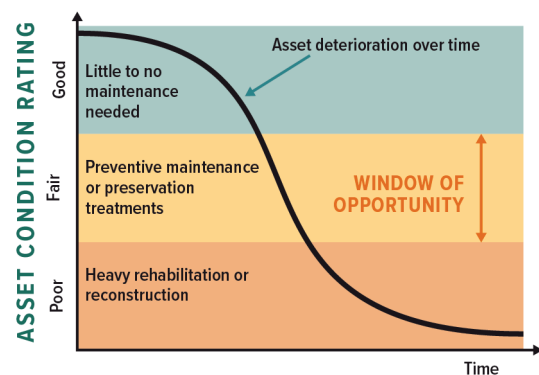 ASSET CONDITION RATING
Good
Fair
Poor
Asset deterioration over time
Little to no
maintenance
needed
Preventive maintenance
or preservation
treatments
WINDOW OF
OPPORTUNITY
Heavy rehabilitation or
reconstruction
Time